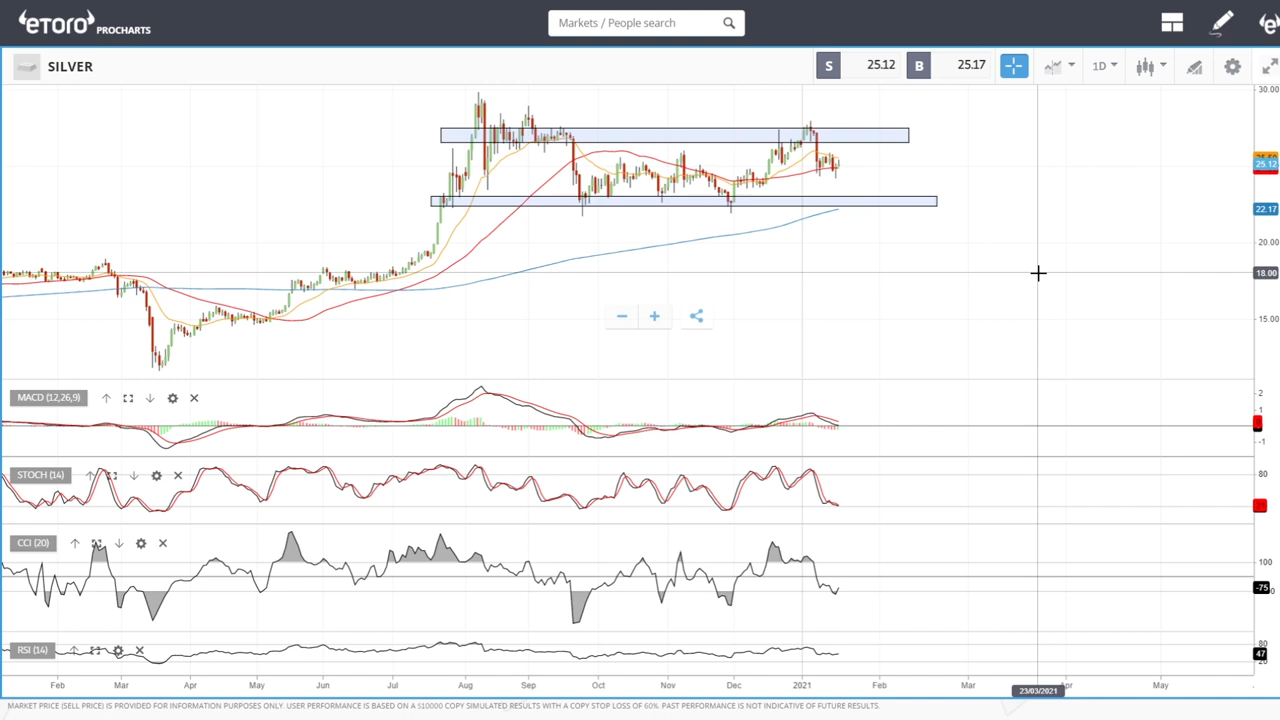 eToro PROCHARTS
Markets / People search
SILVER
S 25.12 B 25.17
1D
30.00
25.12
22.17
20.00
18.00
15.00
MACD (12,26,9)
2
1
-1
STOCH (14)
80
CCI (20)
100
-75
RSI (14)
80
47
20
Feb Mar Apr May Jun Jul Aug Sep Oct Nov Dec 2021 Feb Mar Apr May
23/03/2021
MARKET PRICE (SELL PRICE) IS PROVIDED FOR INFORMATION PURPOSES ONLY. USER PERFORMANCE IS BASED ON A $10000 COPY SIMULATED RESULTS WITH A COPY STOP LOSS OF 60%. PAST PERFORMANCE IS NOT INDICATIVE OF FUTURE RESULTS.